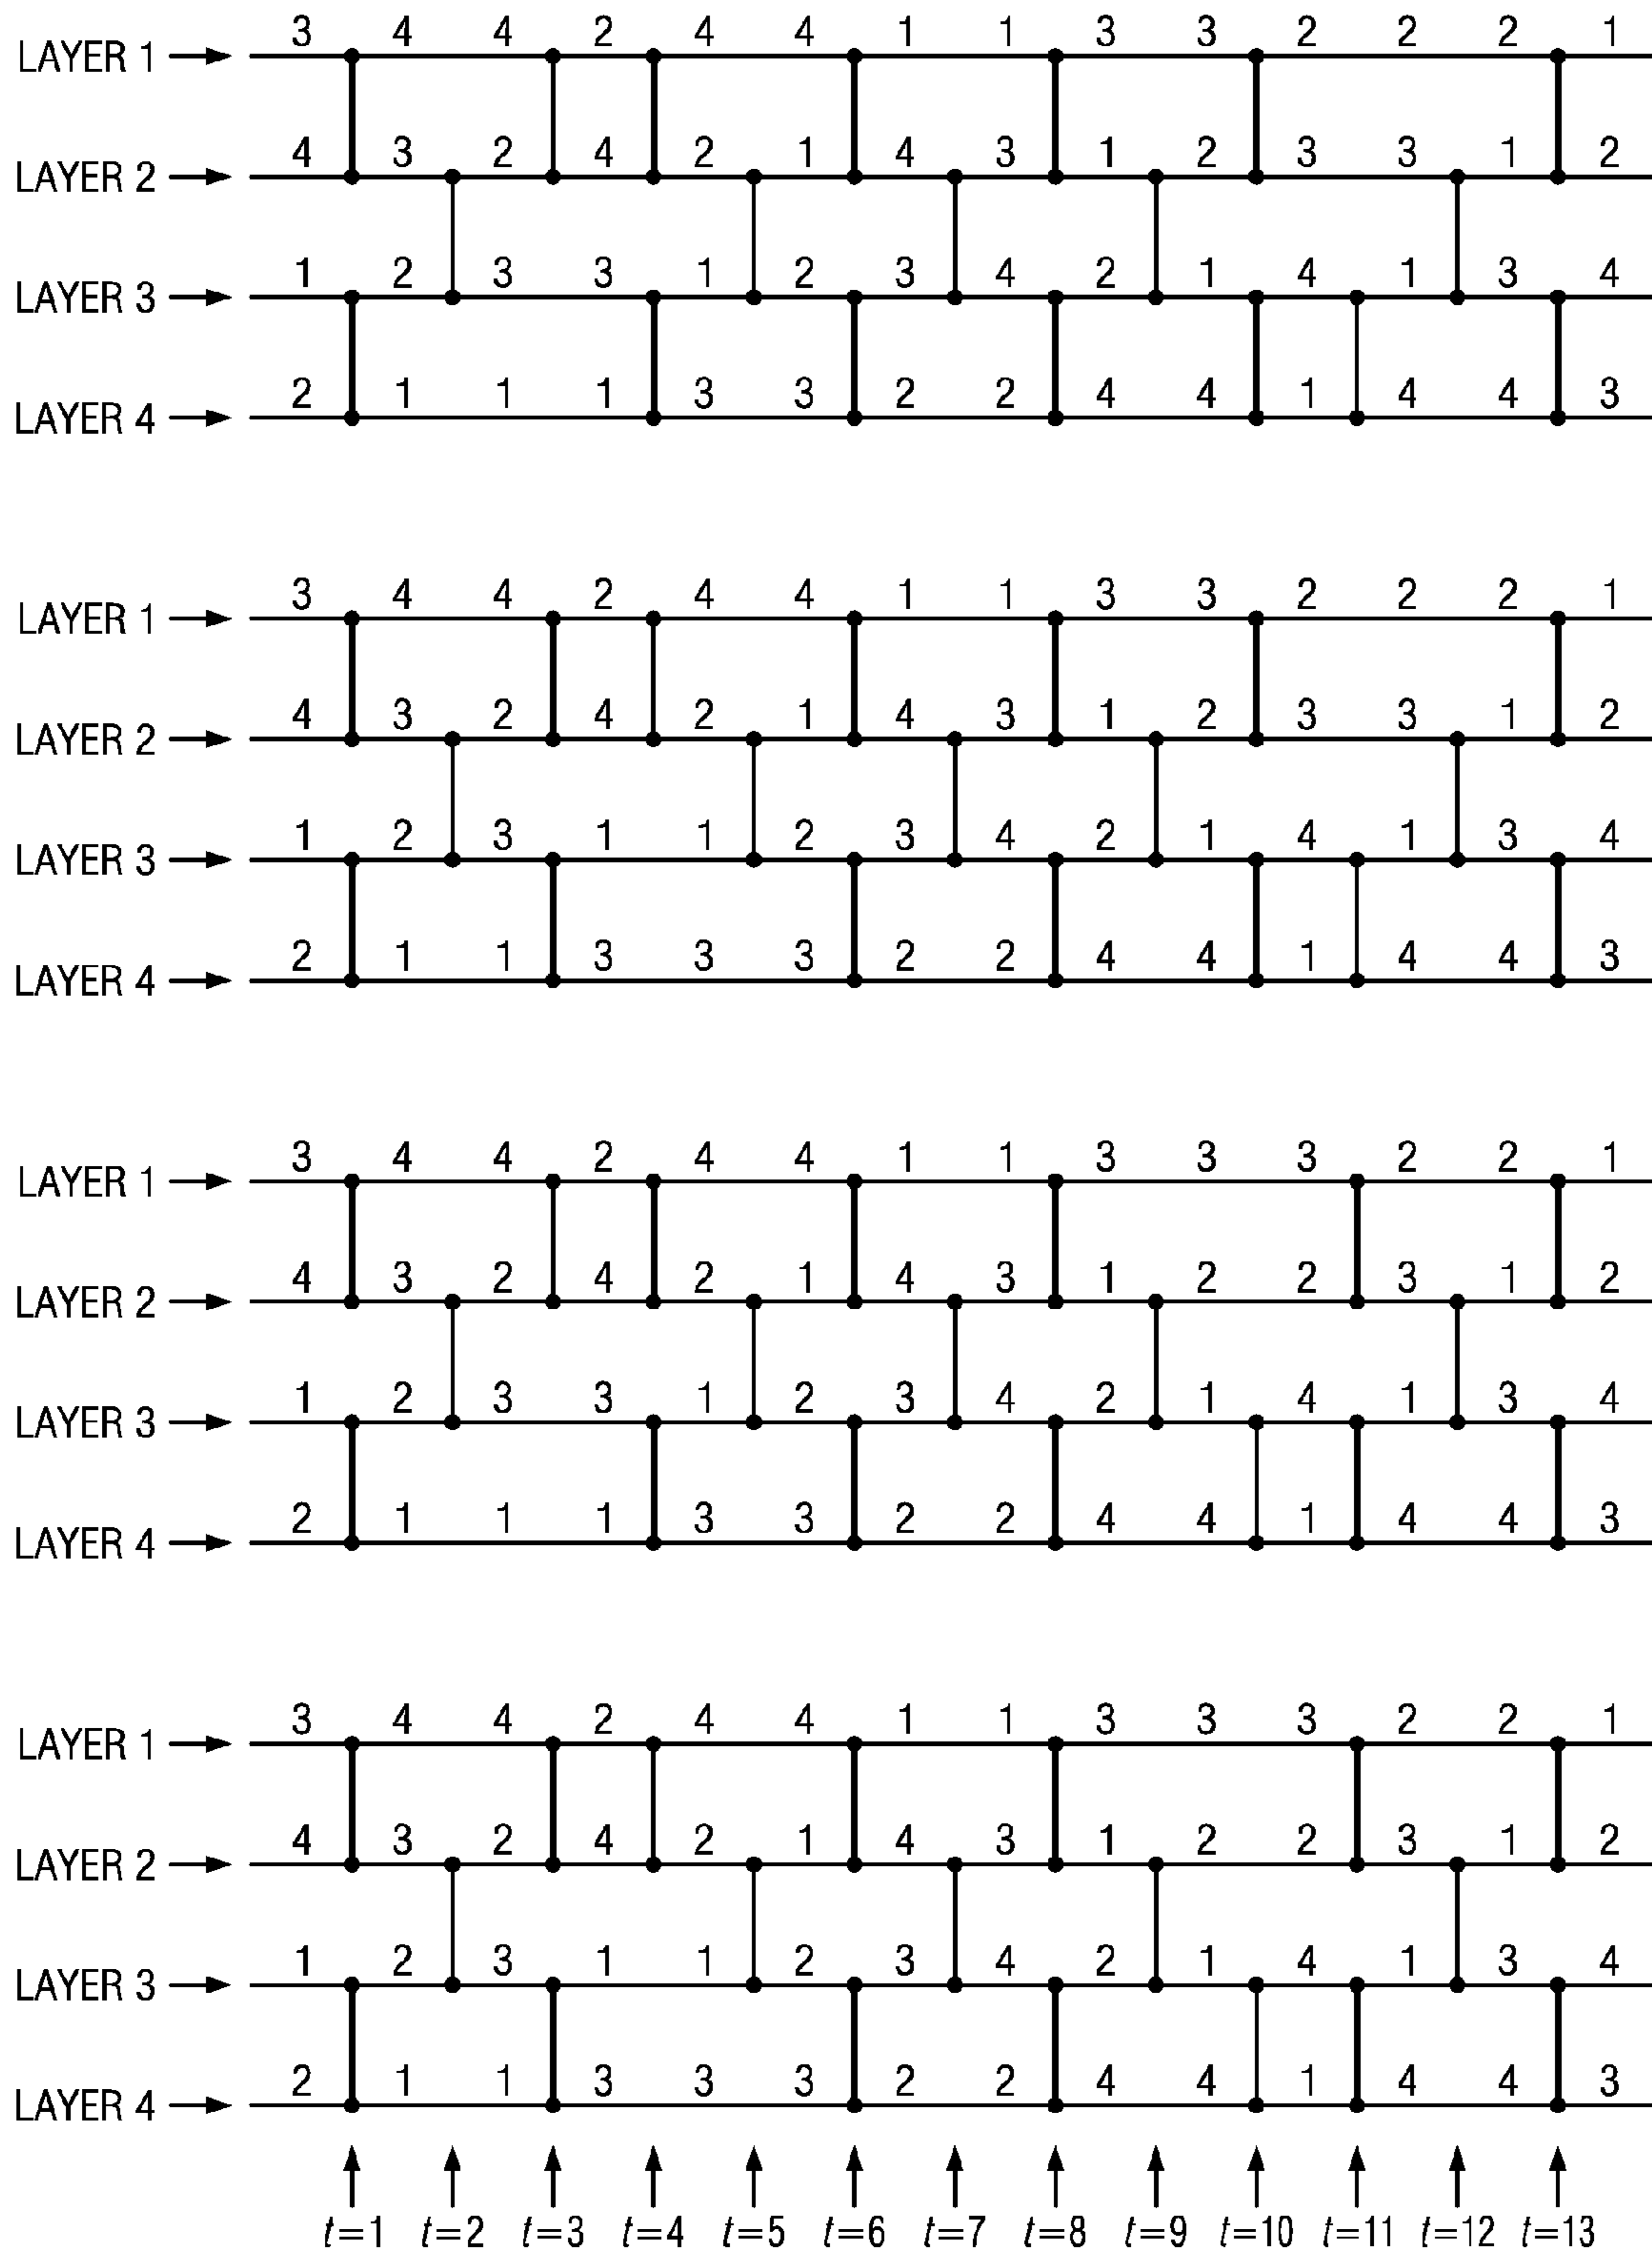 3 4 4 2 4 4 1 1 3 3 2 2 2 1
LAYER 1
4 3 2 4 2 1 4 3 1 2 3 3 1 2
LAYER 2
1 2 3 3 1 2 3 4 2 1 4 1 3 4
LAYER 3
2 1 1 1 3 3 2 2 4 4 1 4 4 3
LAYER 4
3 4 4 2 4 4 1 1 3 3 2 2 2 1
LAYER 1
4 3 2 4 2 1 4 3 1 2 3 3 1 2
LAYER 2
1 2 3 1 1 2 3 4 2 1 4 1 3 4
LAYER 3
2 1 1 3 3 3 2 2 4 4 1 4 4 3
LAYER 4
3 4 4 2 4 4 1 1 3 3 3 2 2 1
LAYER 1
4 3 2 4 2 1 4 3 1 2 2 3 1 2
LAYER 2
1 2 3 3 1 2 3 4 2 1 4 1 3 4
LAYER 3
2 1 1 1 3 3 2 2 4 4 1 4 4 3
LAYER 4
3 4 4 2 4 4 1 1 3 3 3 2 2 1
LAYER 1
4 3 2 4 2 1 4 3 1 2 2 3 1 2
LAYER 2
1 2 3 1 1 2 3 4 2 1 4 1 3 4
LAYER 3
2 1 1 3 3 3 2 2 4 4 1 4 4 3
LAYER 4
t=1 t=2 t=3 t=4 t=5 t=6 t=7 t=8 t=9 t=10 t=11 t=12 t=13